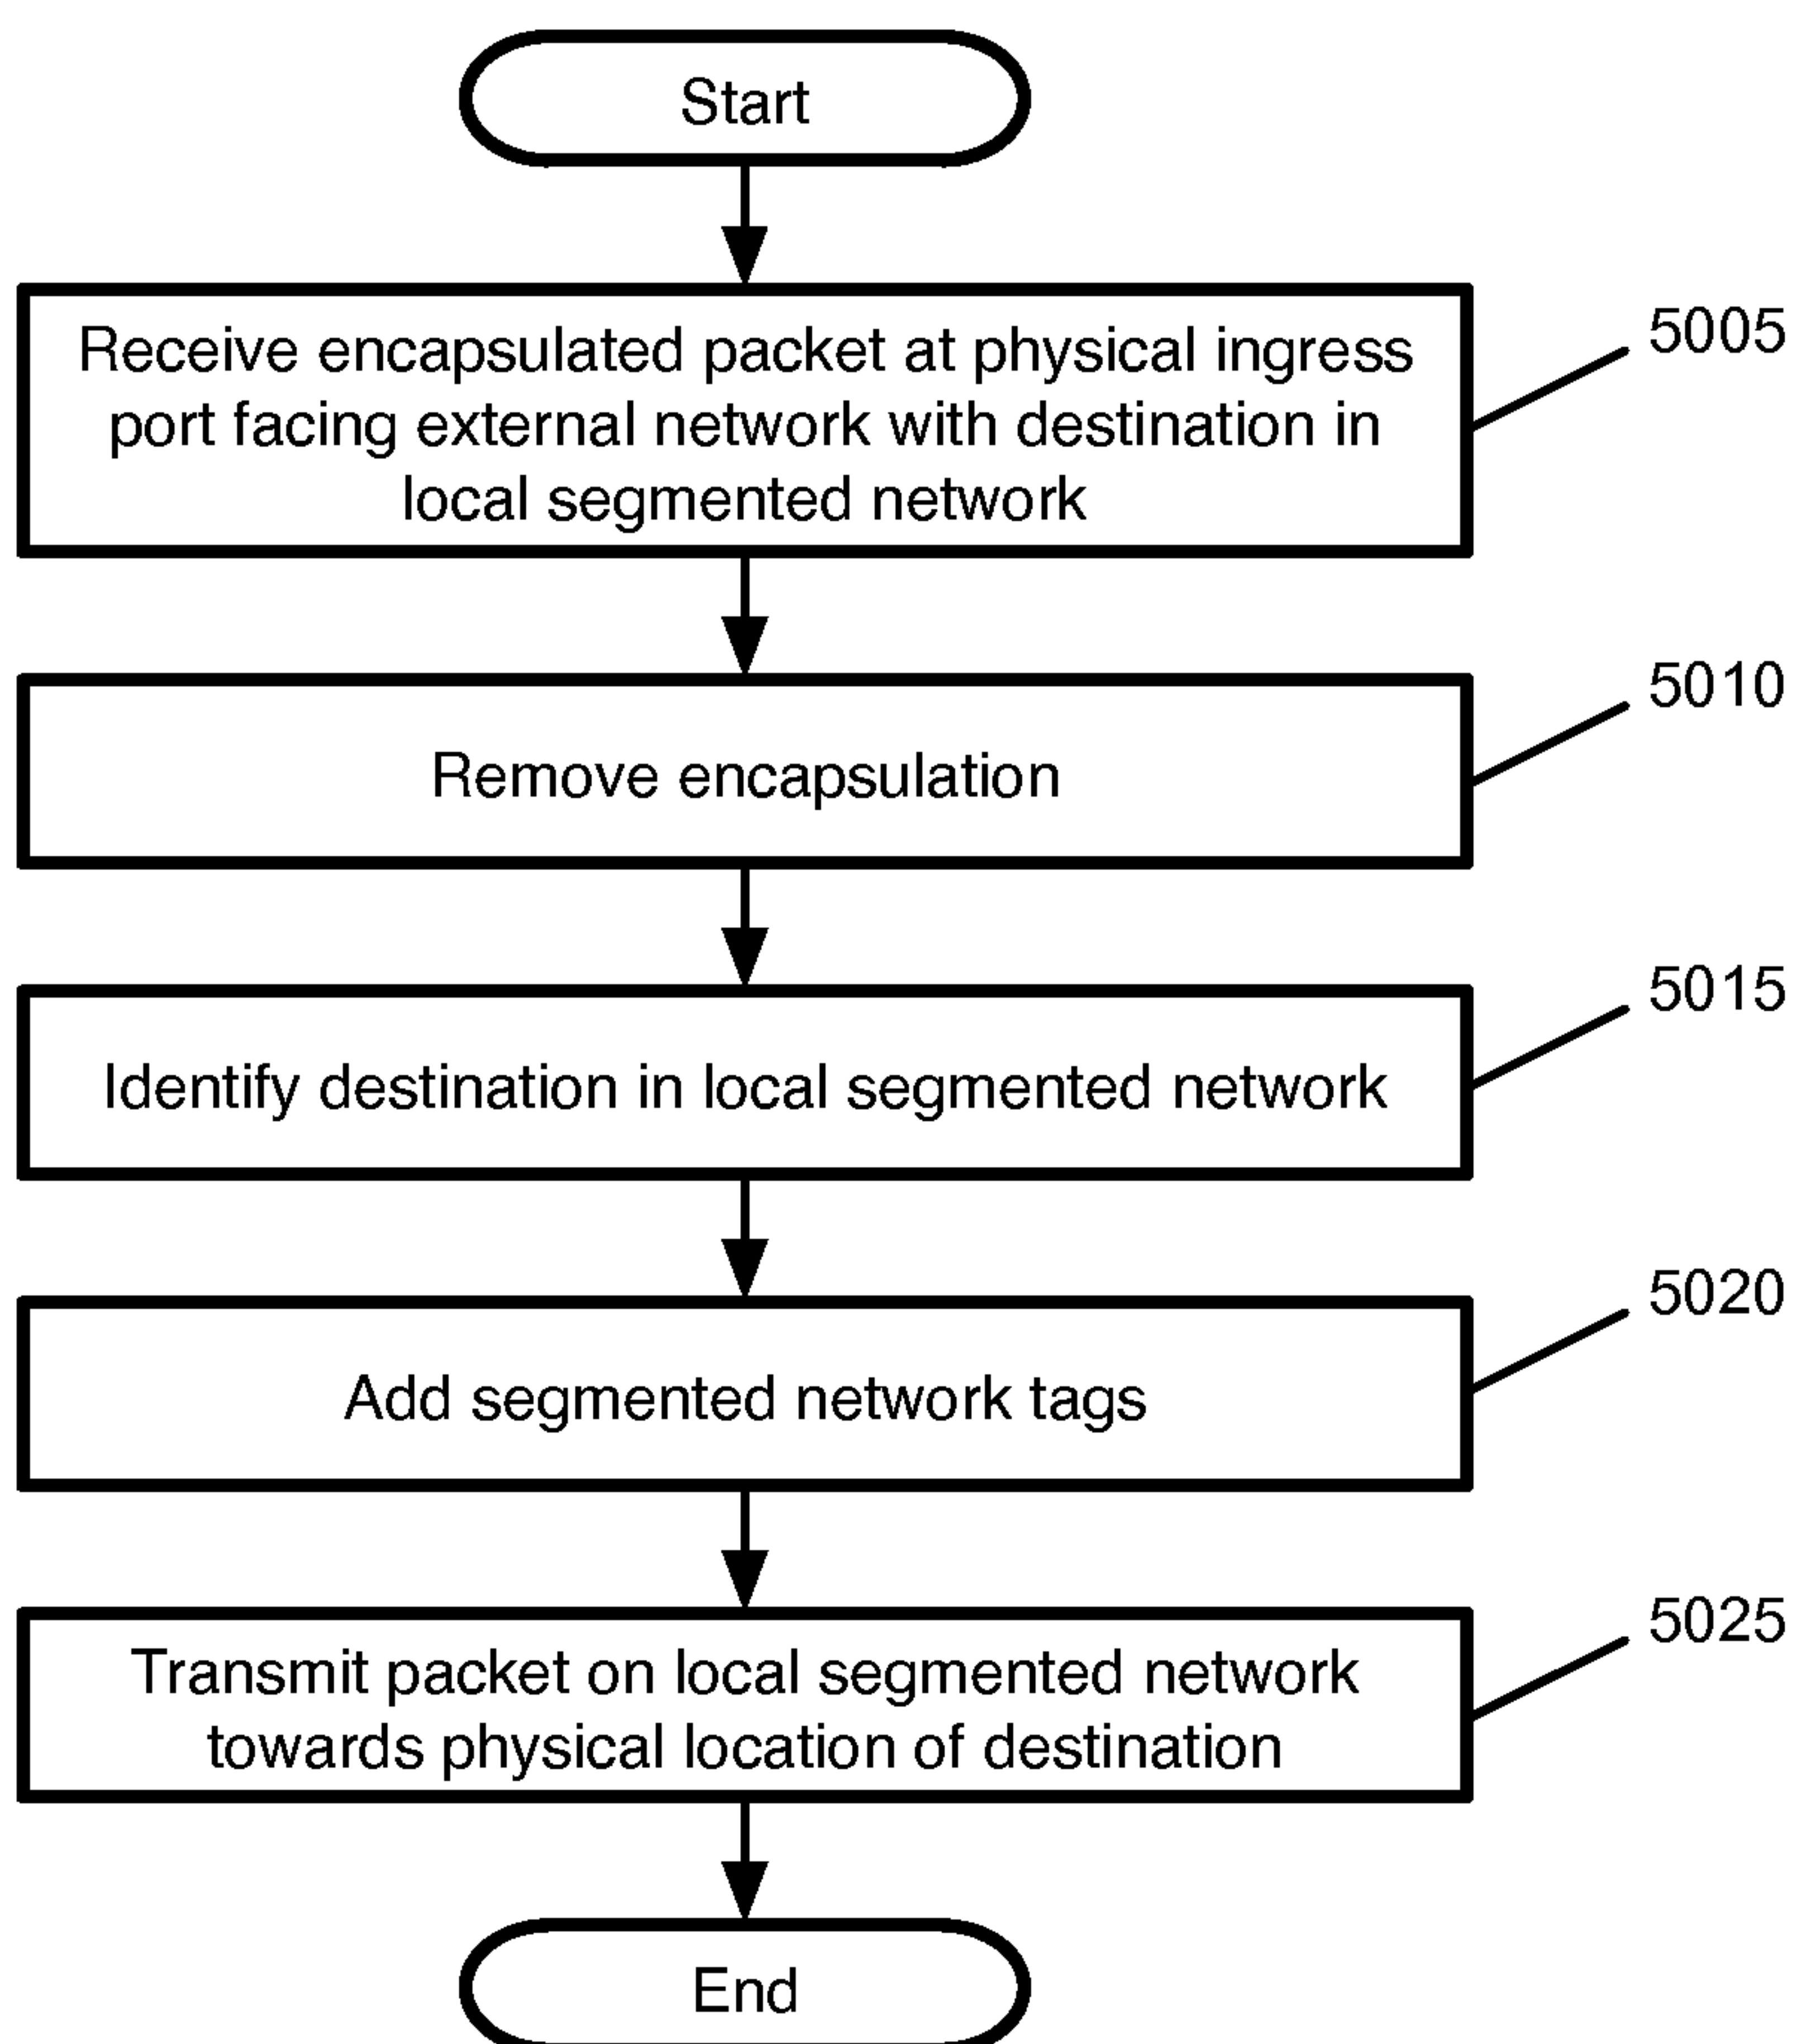 Start
Receive encapsulated packet at physical ingress
port facing external network with destination in
local segmented network
5005
Remove encapsulation
5010
Identify destination in local segmented network
5015
Add segmented network tags
5020
Transmit packet on local segmented network
towards physical location of destination
5025
End